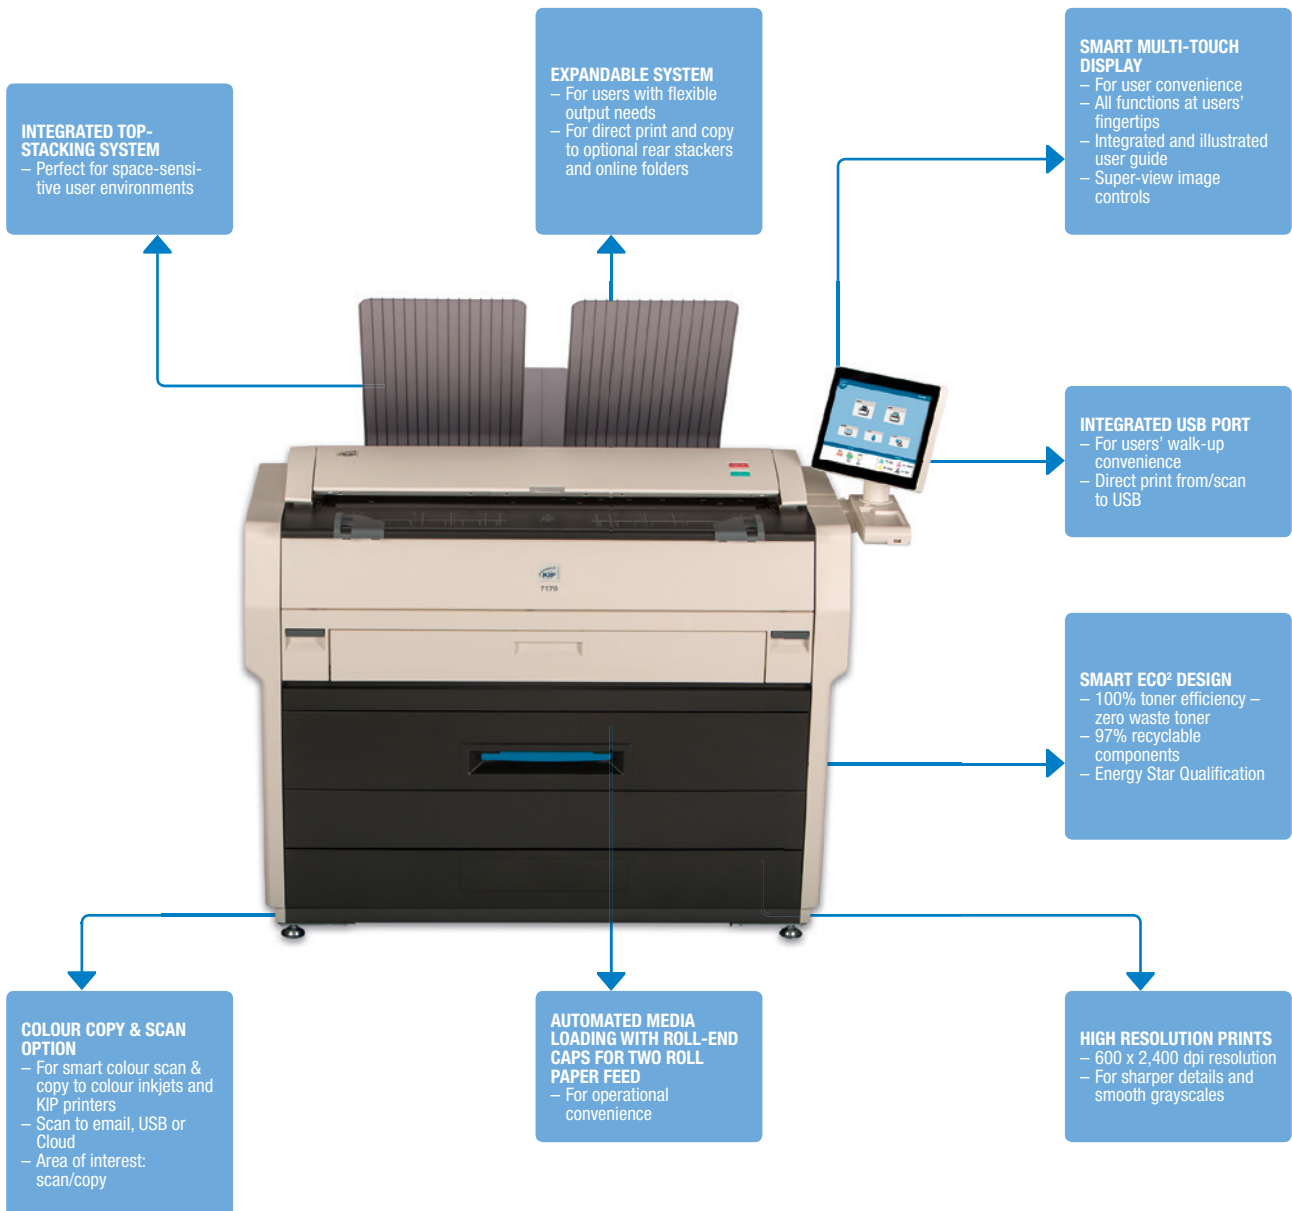 EXPANDABLE SYSTEM
– For users with flexible
output needs
– For direct print and copy
to optional rear stackers
and online folders
SMART MULTI-TOUCH
DISPLAY
– For user convenience
– All functions at users'
fingertips
– Integrated and illustrated
user guide
– Super-view image
controls
INTEGRATED TOP-
STACKING SYSTEM
– Perfect for space-sensi-
tive user environments
INTEGRATED USB PORT
– For users' walk-up
convenience
– Direct print from/scan
to USB
KIP
7170
SMART ECO² DESIGN
– 100% toner efficiency –
zero waste toner
– 97% recyclable
components
– Energy Star Qualification
COLOUR COPY & SCAN
OPTION
– For smart colour scan &
copy to colour inkjets and
KIP printers
– Scan to email, USB or
Cloud
– Area of interest:
scan/copy
AUTOMATED MEDIA
LOADING WITH ROLL-END
CAPS FOR TWO ROLL
PAPER FEED
– For operational
convenience
HIGH RESOLUTION PRINTS
– 600 x 2,400 dpi resolution
– For sharper details and
smooth grayscales